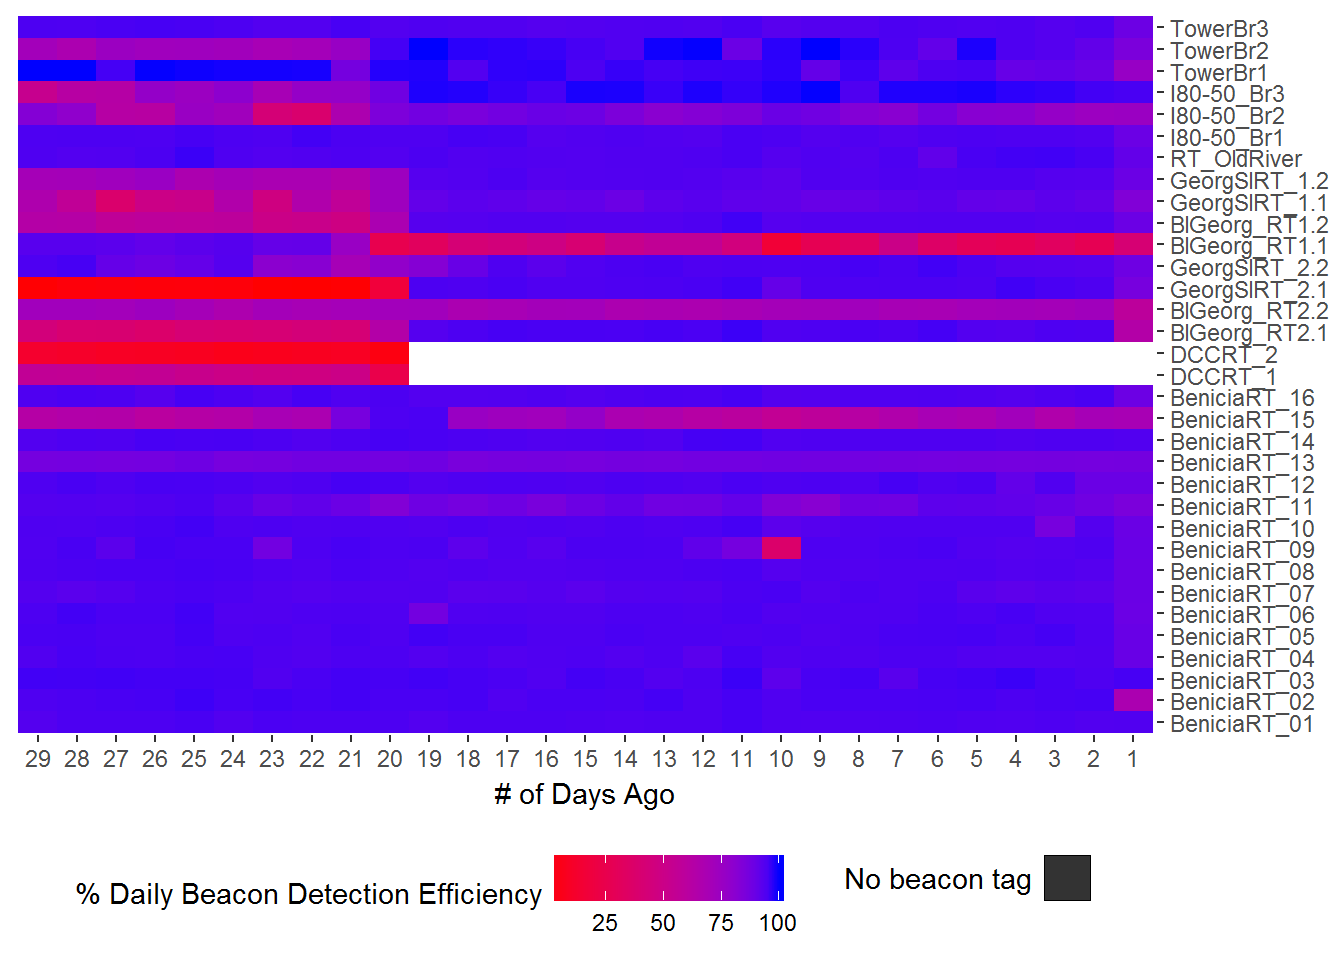 TowerBr3
TowerBr2
TowerBr1
I80-50_Br3
I80-50_Br2
I80-50_Br1
RT_OldRiver
GeorgSlRT_1.2
GeorgSlRT_1.1
BlGeorg_RT1.2
BlGeorg_RT1.1
GeorgSlRT_2.2
GeorgSlRT_2.1
BlGeorg_RT2.2
BlGeorg_RT2.1
DCCRT_2
DCCRT_1
BeniciaRT_16
BeniciaRT_15
BeniciaRT_14
BeniciaRT_13
BeniciaRT_12
BeniciaRT_11
BeniciaRT_10
BeniciaRT_09
BeniciaRT_08
BeniciaRT_07
BeniciaRT_06
BeniciaRT_05
BeniciaRT_04
BeniciaRT_03
BeniciaRT_02
BeniciaRT_01
29 28 27 26 25 24 23 22 21 20 19 18 17 16 15 14 13 12 11 10 9 8 7 6 5 4 3 2 1
# of Days Ago
% Daily Beacon Detection Efficiency
25 50 75 100
No beacon tag